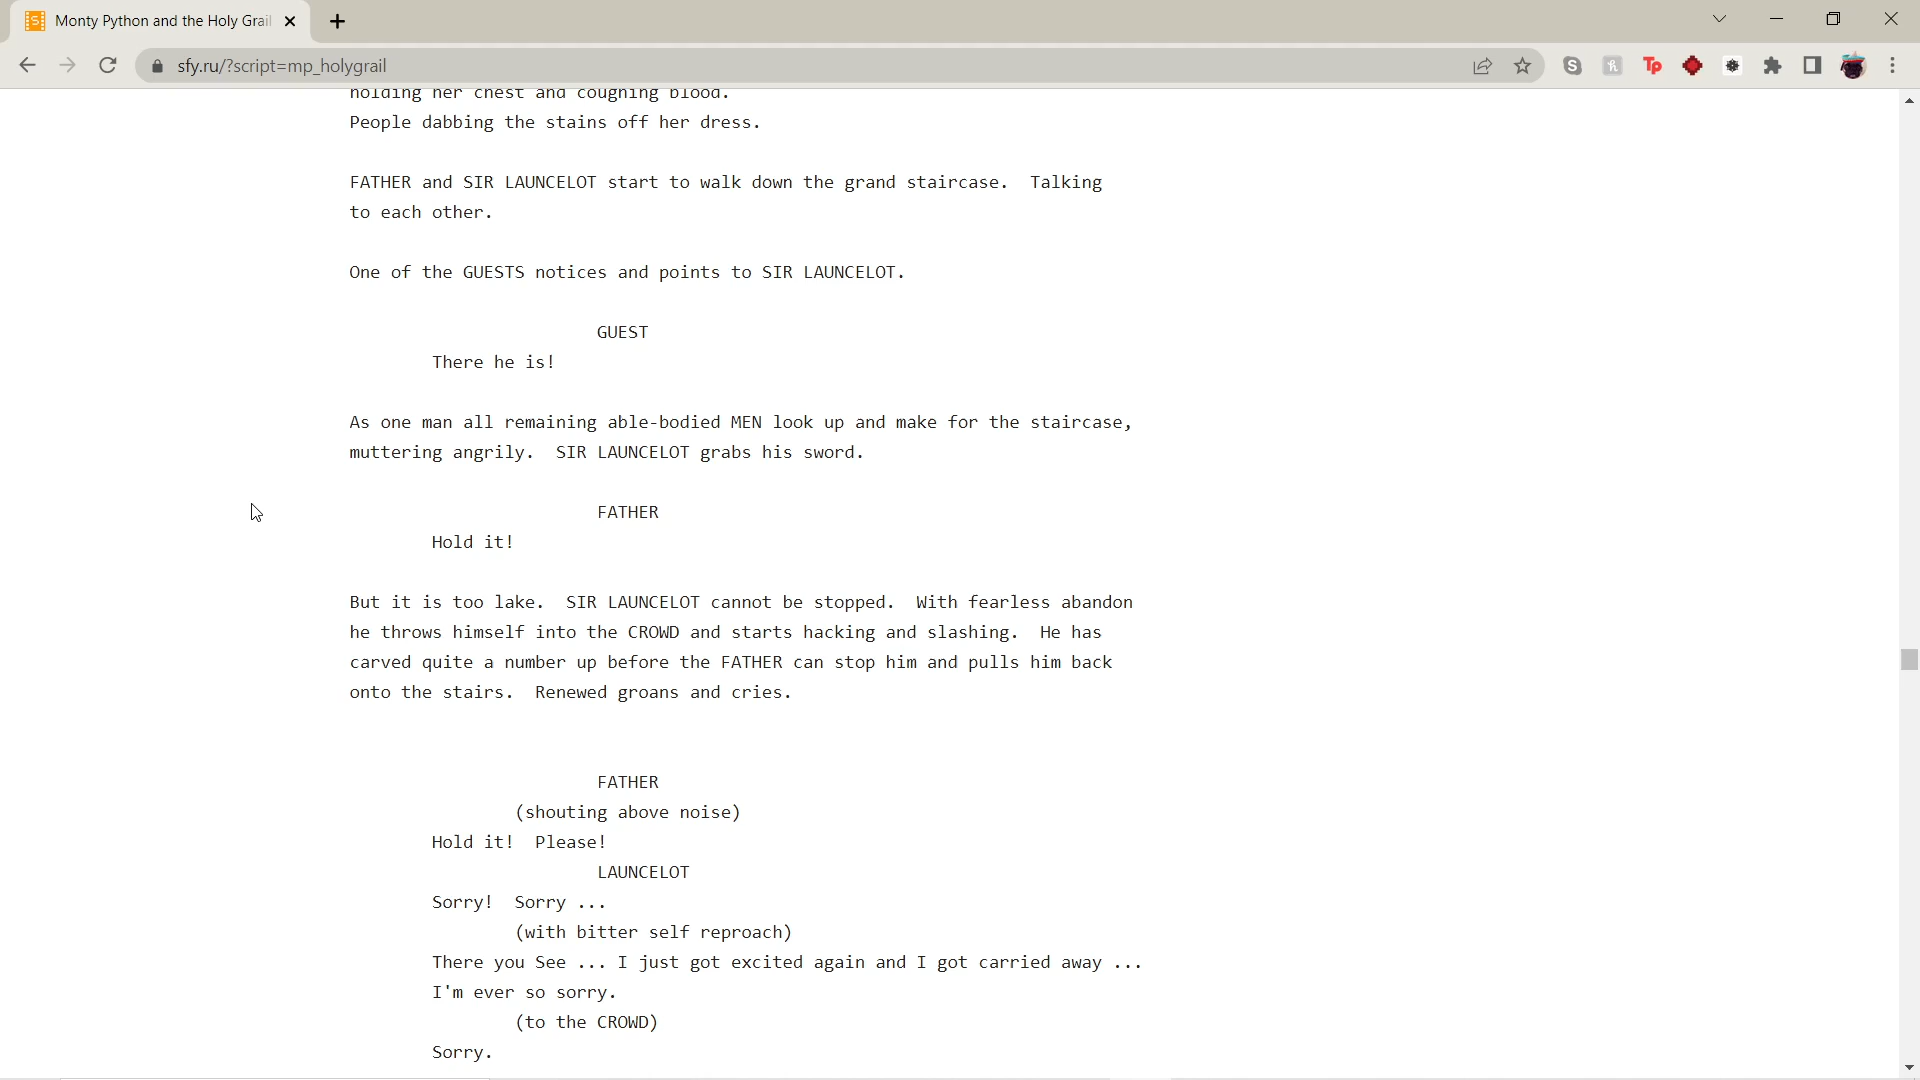 Monty Python and the Holy Grail
sfy.ru/?script=mp_holygrail
holding her chest and coughing blood.
People dabbing the stains off her dress.
FATHER and SIR LAUNCELOT start to walk down the grand staircase.  Talking
to each other.
One of the GUESTS notices and points to SIR LAUNCELOT.
GUEST
There he is!
As one man all remaining able-bodied MEN look up and make for the staircase,
muttering angrily.  SIR LAUNCELOT grabs his sword.
FATHER
Hold it!
But it is too lake.  SIR LAUNCELOT cannot be stopped.  With fearless abandon
he throws himself into the CROWD and starts hacking and slashing.  He has
carved quite a number up before the FATHER can stop him and pulls him back
onto the stairs.  Renewed groans and cries.
FATHER
(shouting above noise)
Hold it!  Please!
LAUNCELOT
Sorry!  Sorry ...
(with bitter self reproach)
There you See ... I just got excited again and I got carried away ...
I'm ever so sorry.
(to the CROWD)
Sorry.